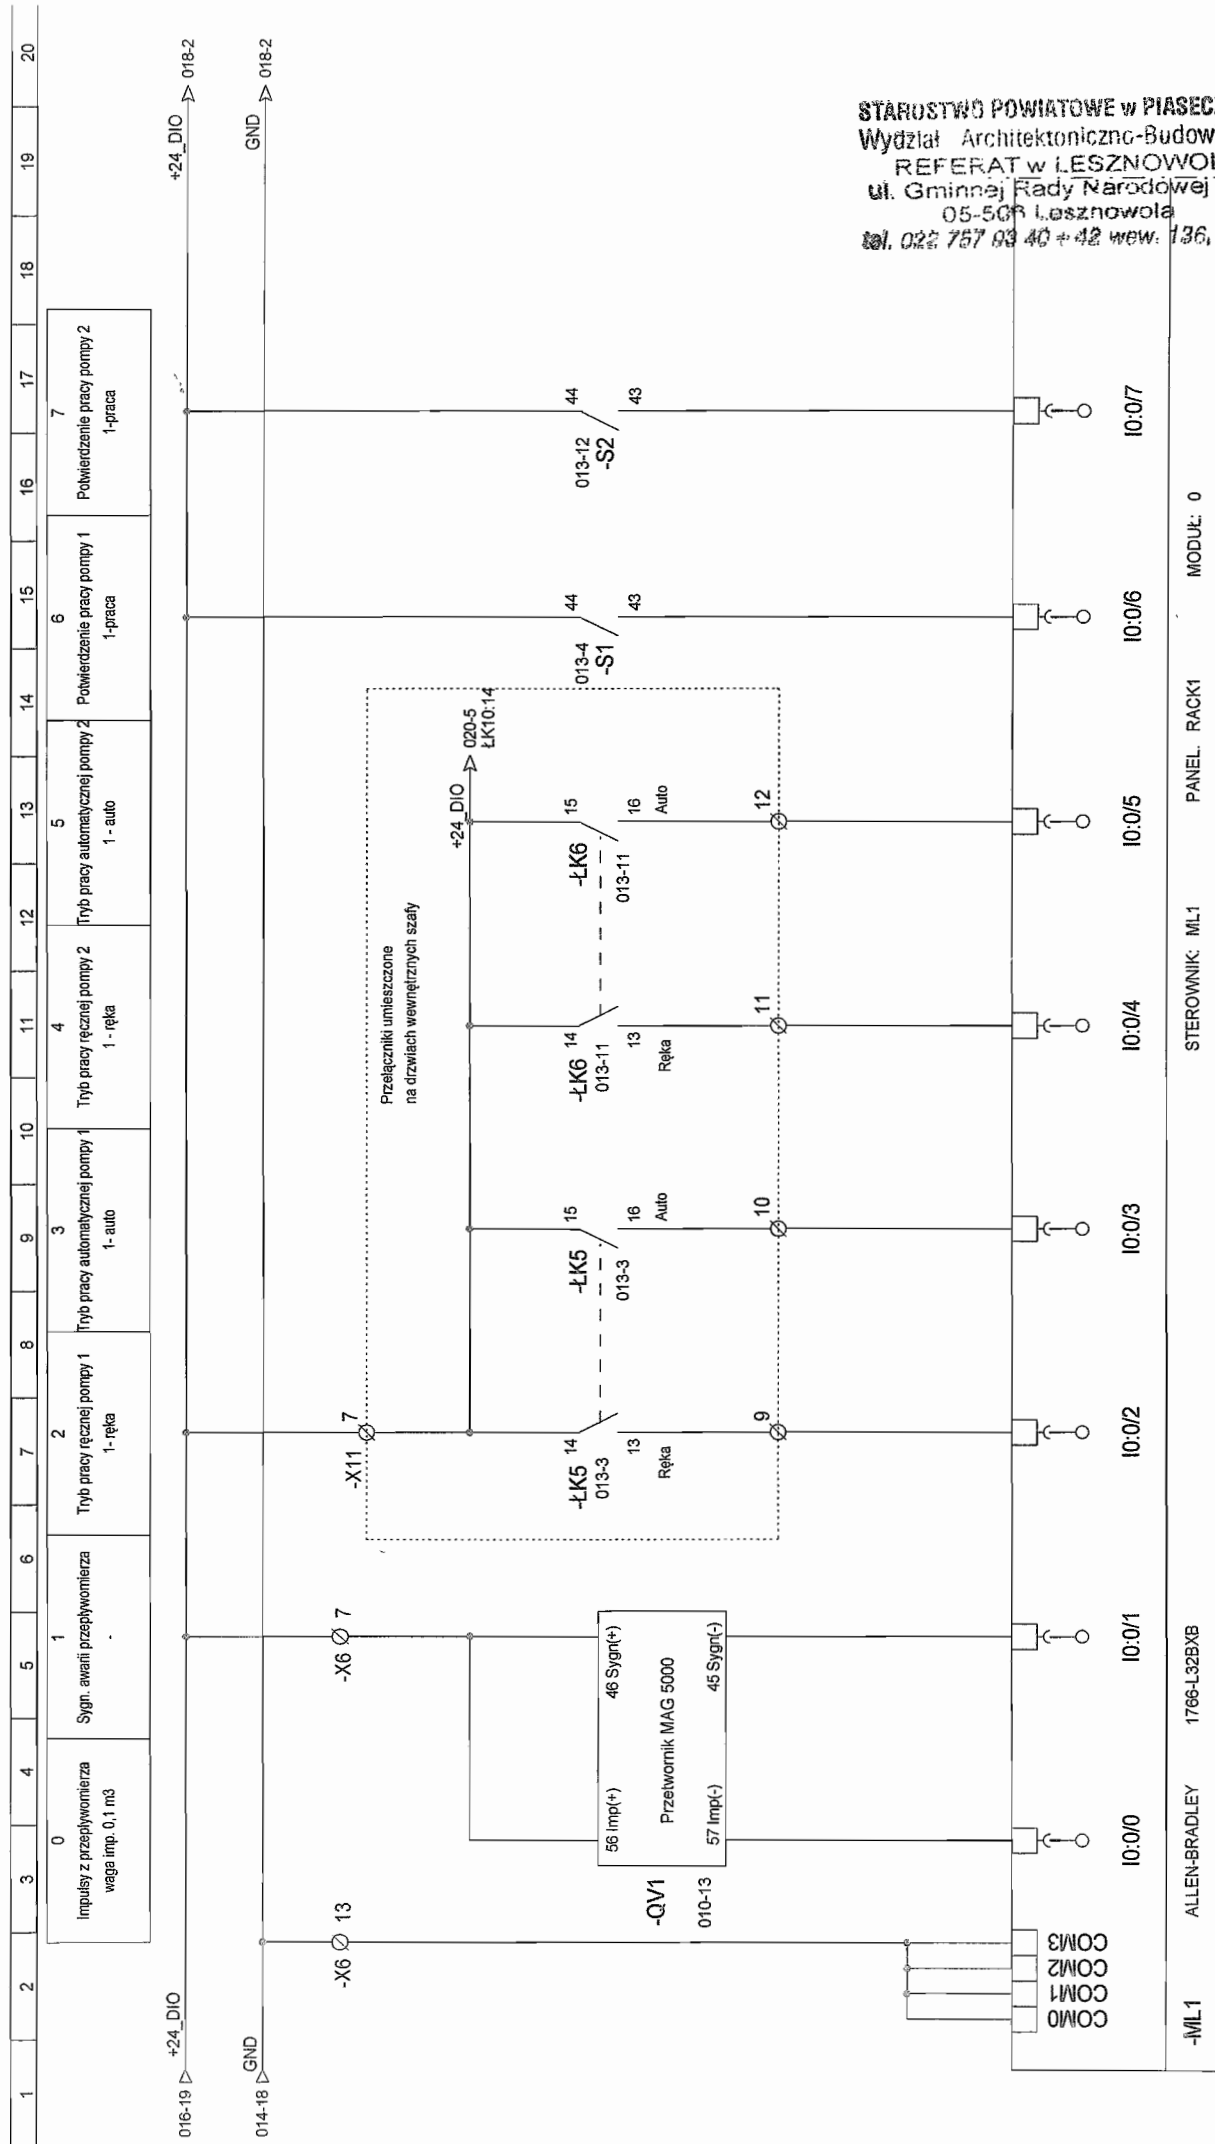 1 2 3 4 5 6 7 8 9 10 11 12 13 14 15 16 17 18 19 20
0
Impulsy z przepływomierza
waga imp. 0,1 m3
1
Sygn. awarii przepływomierza
-
2
Tryb pracy ręcznej pompy 1
1- ręka
3
Tryb pracy automatycznej pompy 1
1- auto
4
Tryb pracy ręcznej pompy 2
1 - ręka
5
Tryb pracy automatycznej pompy 2
1 - auto
6
Potwierdzenie pracy pompy 1
1-praca
7
Potwierdzenie pracy pompy 2
1-praca
016-19 +24_DIO
+24_DIO 018-2
014-18 GND
GND 018-2
-X6 13
-X6 7
-X11 7
Przełączniki umieszczone
na drzwiach wewnętrznych szafy
+24_DIO
020-5
ŁK10:14
56 Imp(+)
46 Sygn(+)
Przetwornik MAG 5000
57 Imp(-)
45 Sygn(-)
-QV1
010-13
-ŁK5
013-3
14
13
Ręka
9
-ŁK5
013-3
15
16
Auto
10
-ŁK6
013-11
14
13
Ręka
11
-ŁK6
013-11
15
16
Auto
12
013-4
-S1
44
43
013-12
-S2
44
43
COM0
COM1
COM2
COM3
I0:0/0
I0:0/1
I0:0/2
I0:0/3
I0:0/4
I0:0/5
I0:0/6
I0:0/7
-ML1
ALLEN-BRADLEY
1766-L32BXB
STEROWNIK: ML1
PANEL. RACK1
MODUŁ: 0
STAROSTWO POWIATOWE w PIASEC
Wydział Architektoniczno-Budow
REFERAT w LESZNOWOL
ul. Gminnej Rady Narodowej
05-506 Lesznowola
tel. 022 757 93 40 ÷ 42 wew. 136,